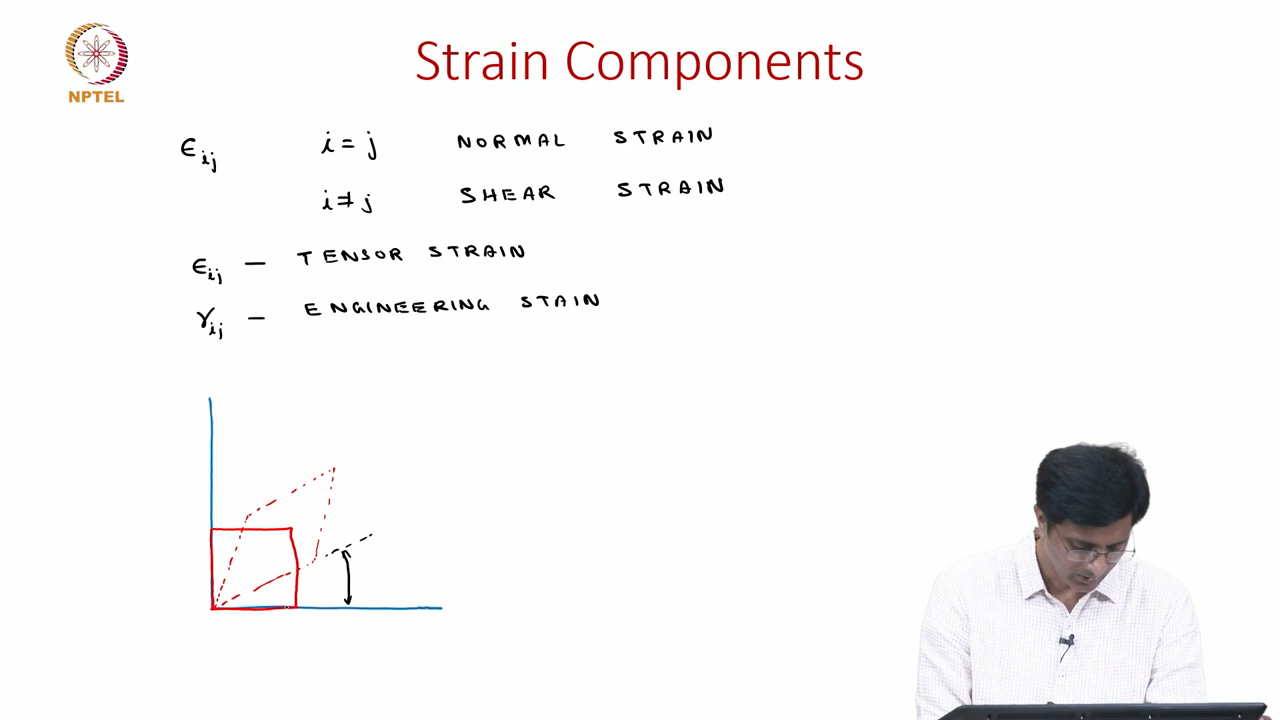 Strain Components
NPTEL
ϵij i = j NORMAL STRAIN
i ≠ j SHEAR STRAIN
ϵij — TENSOR STRAIN
γij — ENGINEERING STAIN